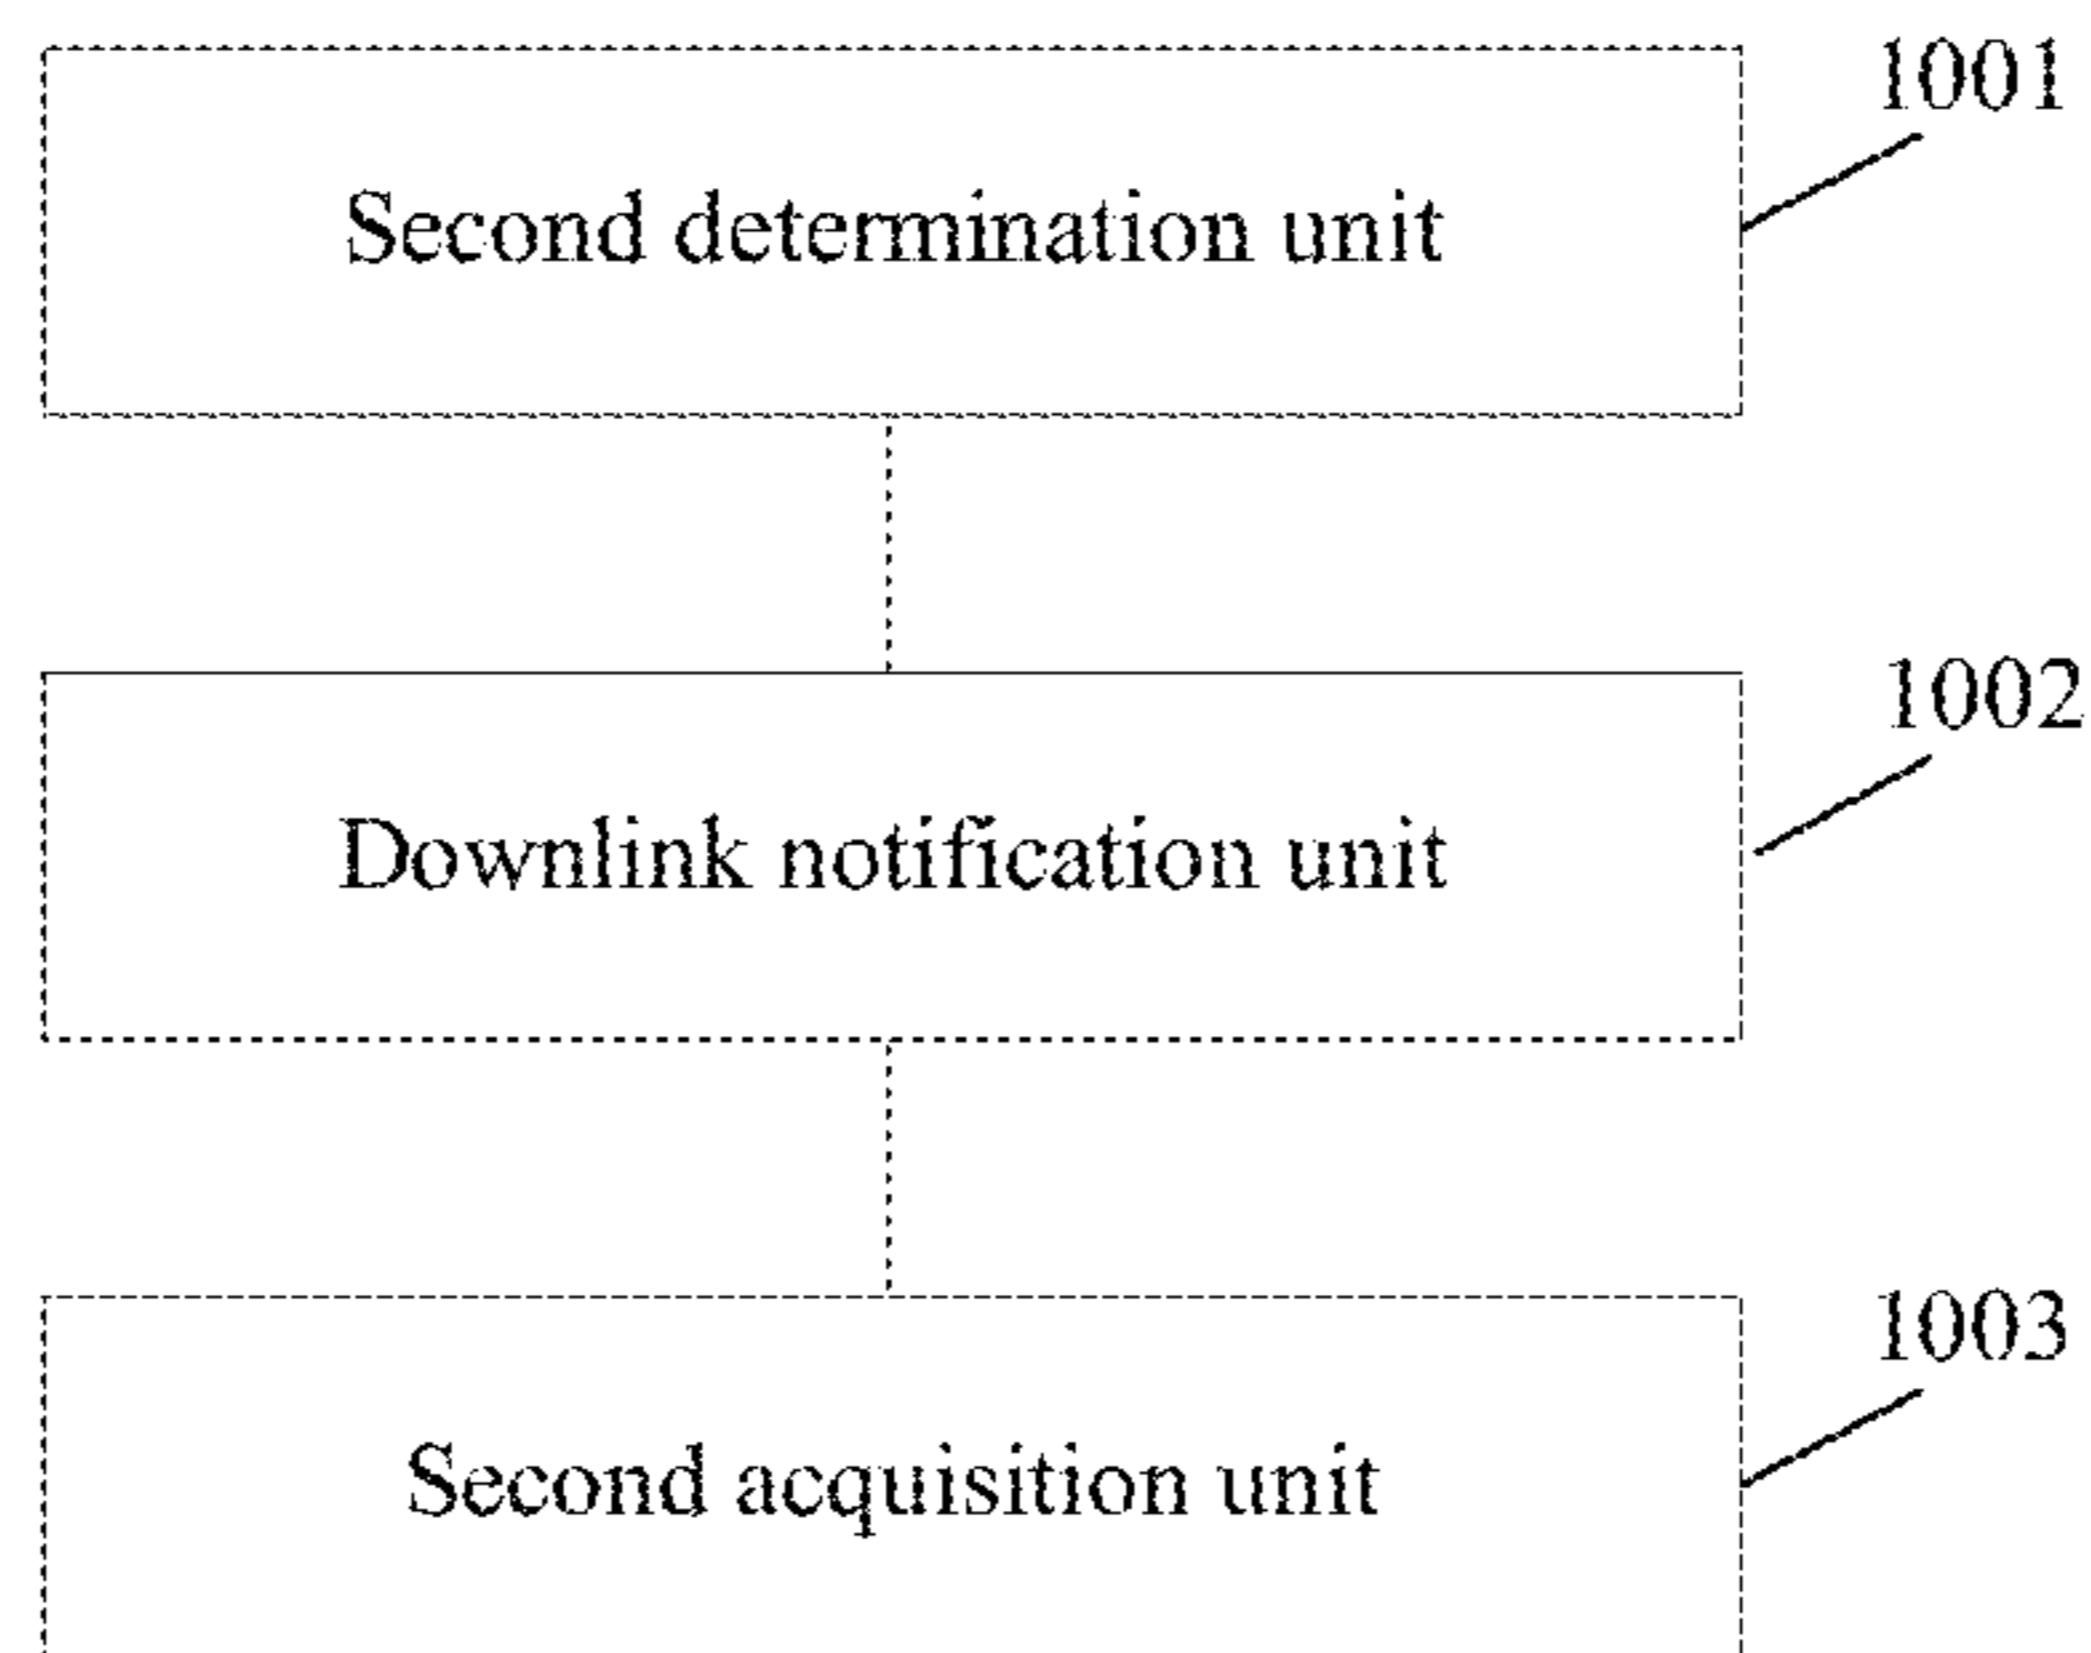 1001
Second determination unit
1002
Downlink notification unit
1003
Second acquisition unit